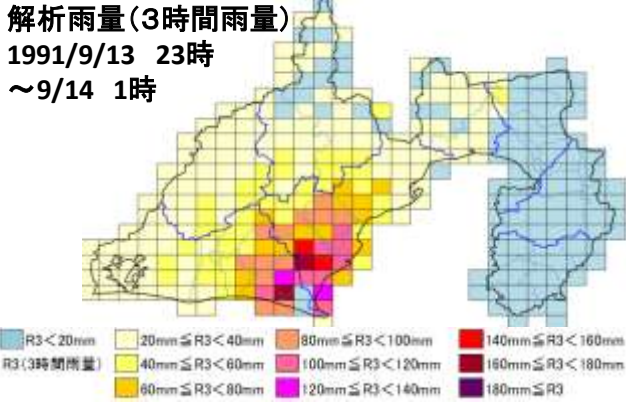 解析雨量（３時間雨量）
1991/9/13 23時
～9/14 1時
R3＜20mm 20mm≦R3＜40mm 80mm≦R3＜100mm 140mm≦R3＜160mm
R3(3時間雨量) 40mm≦R3＜60mm 100mm≦R3＜120mm 160mm≦R3＜180mm
60mm≦R3＜80mm 120mm≦R3＜140mm 180mm≦R3